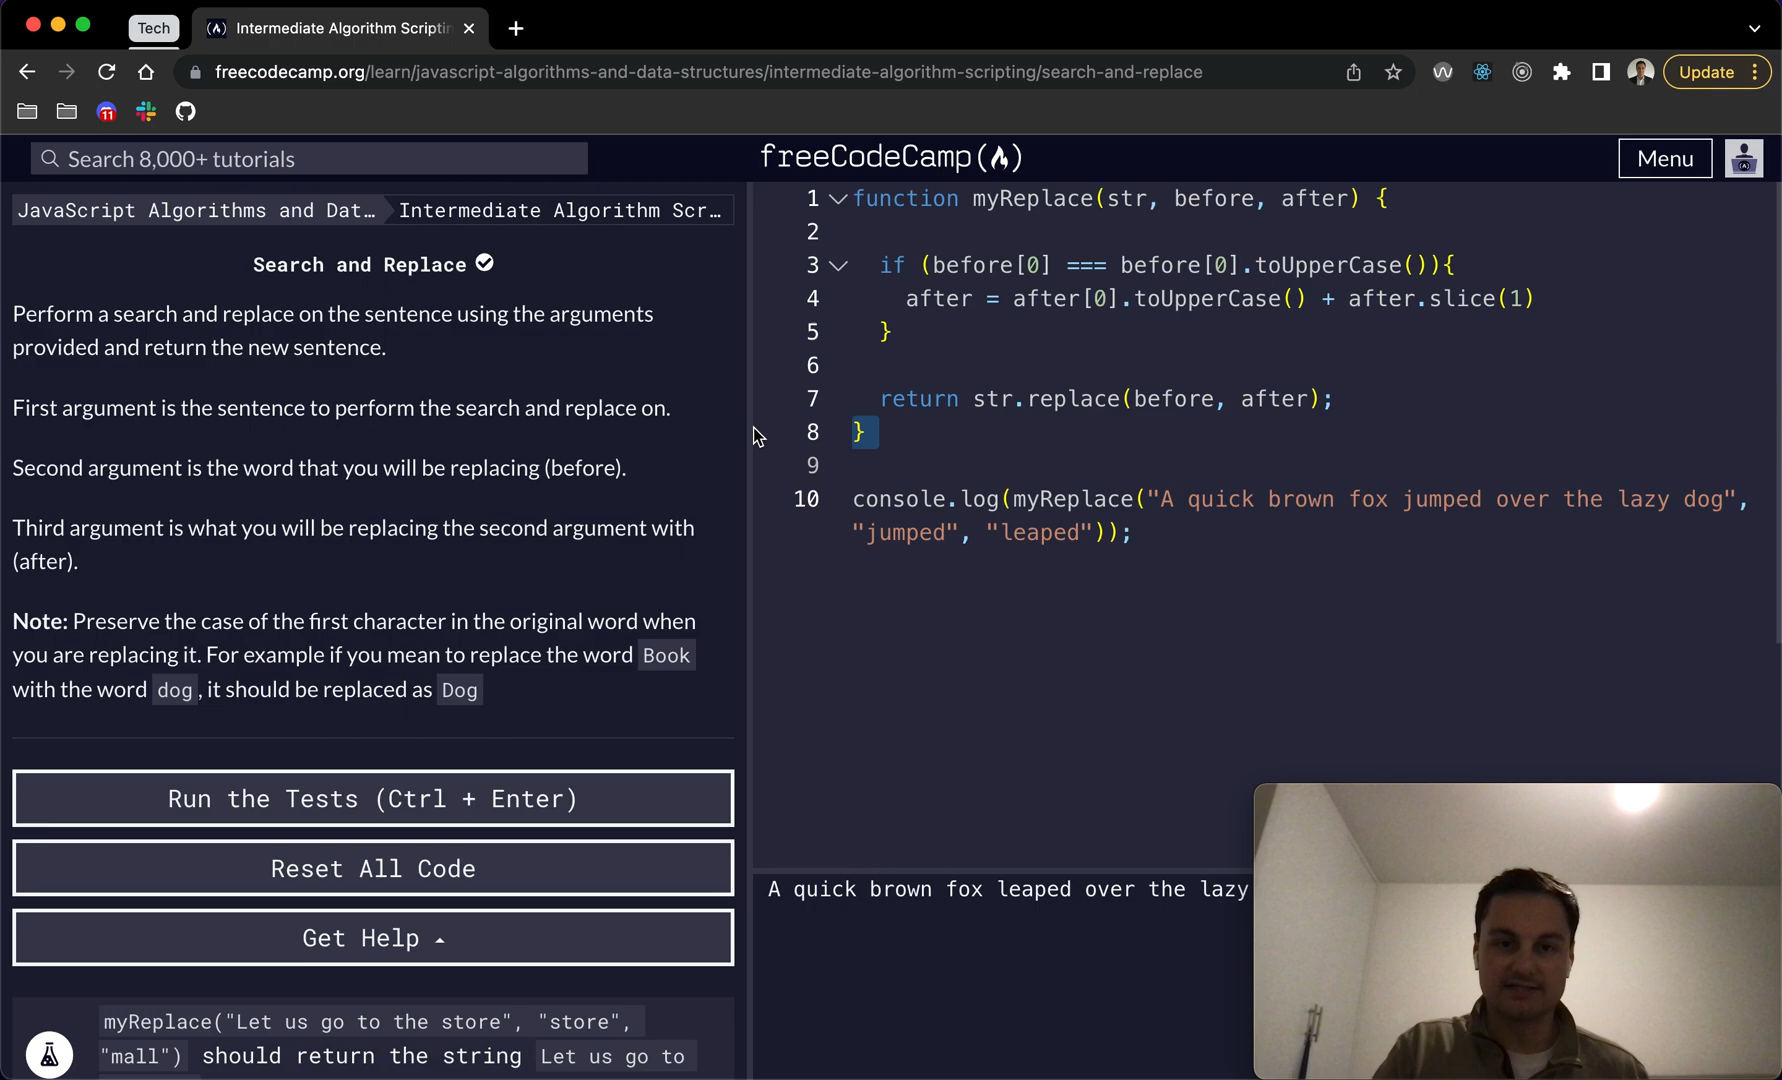 Tech
Intermediate Algorithm Scriptin
freecodecamp.org/learn/javascript-algorithms-and-data-structures/intermediate-algorithm-scripting/search-and-replace
Update
11
Search 8,000+ tutorials
freeCodeCamp
Menu
JavaScript Algorithms and Dat…
Intermediate Algorithm Scr…
Search and Replace
Perform a search and replace on the sentence using the arguments
provided and return the new sentence.
First argument is the sentence to perform the search and replace on.
Second argument is the word that you will be replacing (before).
Third argument is what you will be replacing the second argument with
(after).
Note: Preserve the case of the first character in the original word when
you are replacing it. For example if you mean to replace the word Book
with the word dog, it should be replaced as Dog
Run the Tests (Ctrl + Enter)
Reset All Code
Get Help
myReplace("Let us go to the store", "store",
"mall") should return the string Let us go to
1 function myReplace(str, before, after) {
2
3 if (before[0] === before[0].toUpperCase()){
4 after = after[0].toUpperCase() + after.slice(1)
5 }
6
7 return str.replace(before, after);
8 }
9
10 console.log(myReplace("A quick brown fox jumped over the lazy dog",
"jumped", "leaped"));
A quick brown fox leaped over the lazy